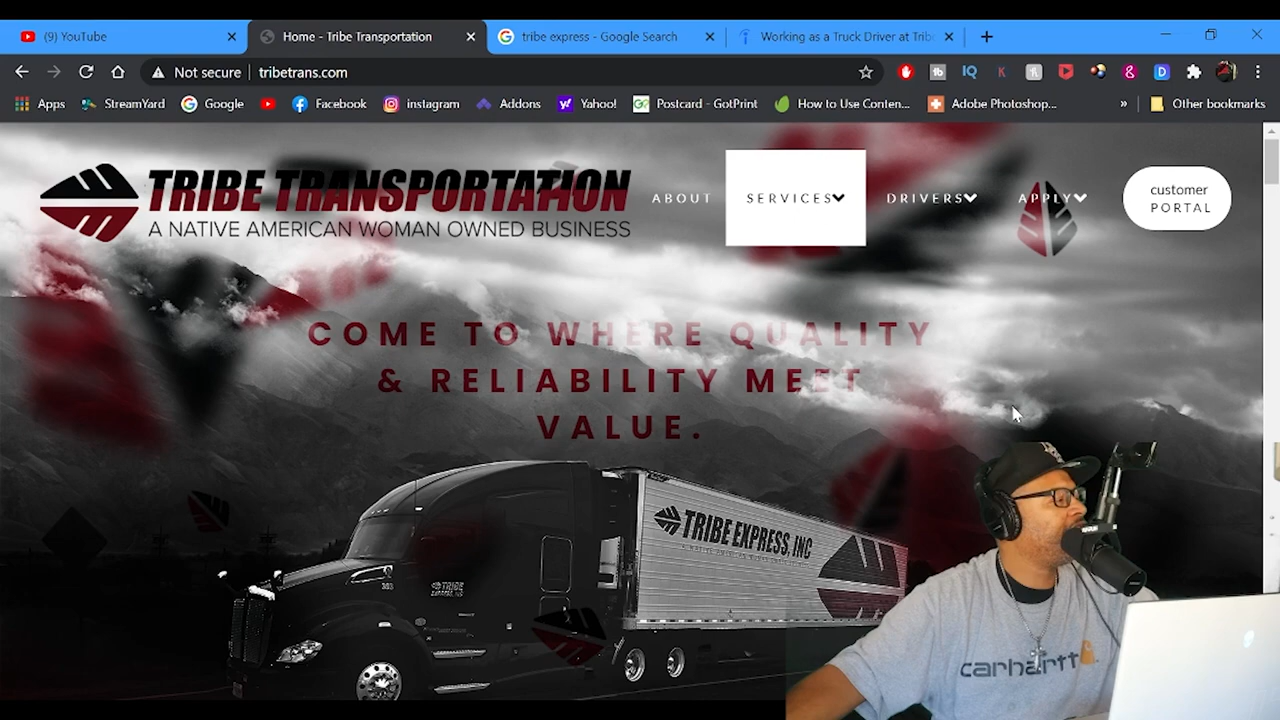 (9) YouTube
Home - Tribe Transportation
tribe express - Google Search
Working as a Truck Driver at Tribe
Not secure
tribetrans.com
Apps
StreamYard
Google
Facebook
instagram
Addons
Yahoo!
Postcard - GotPrint
How to Use Conten...
Adobe Photoshop...
»
Other bookmarks
TRIBE TRANSPORTATION
A NATIVE AMERICAN WOMAN OWNED BUSINESS
ABOUT
SERVICES
DRIVERS
APPLY
customer
PORTAL
COME TO WHERE QUALITY
& RELIABILITY MEET
VALUE.
TRIBE EXPRESS, INC
carhartt